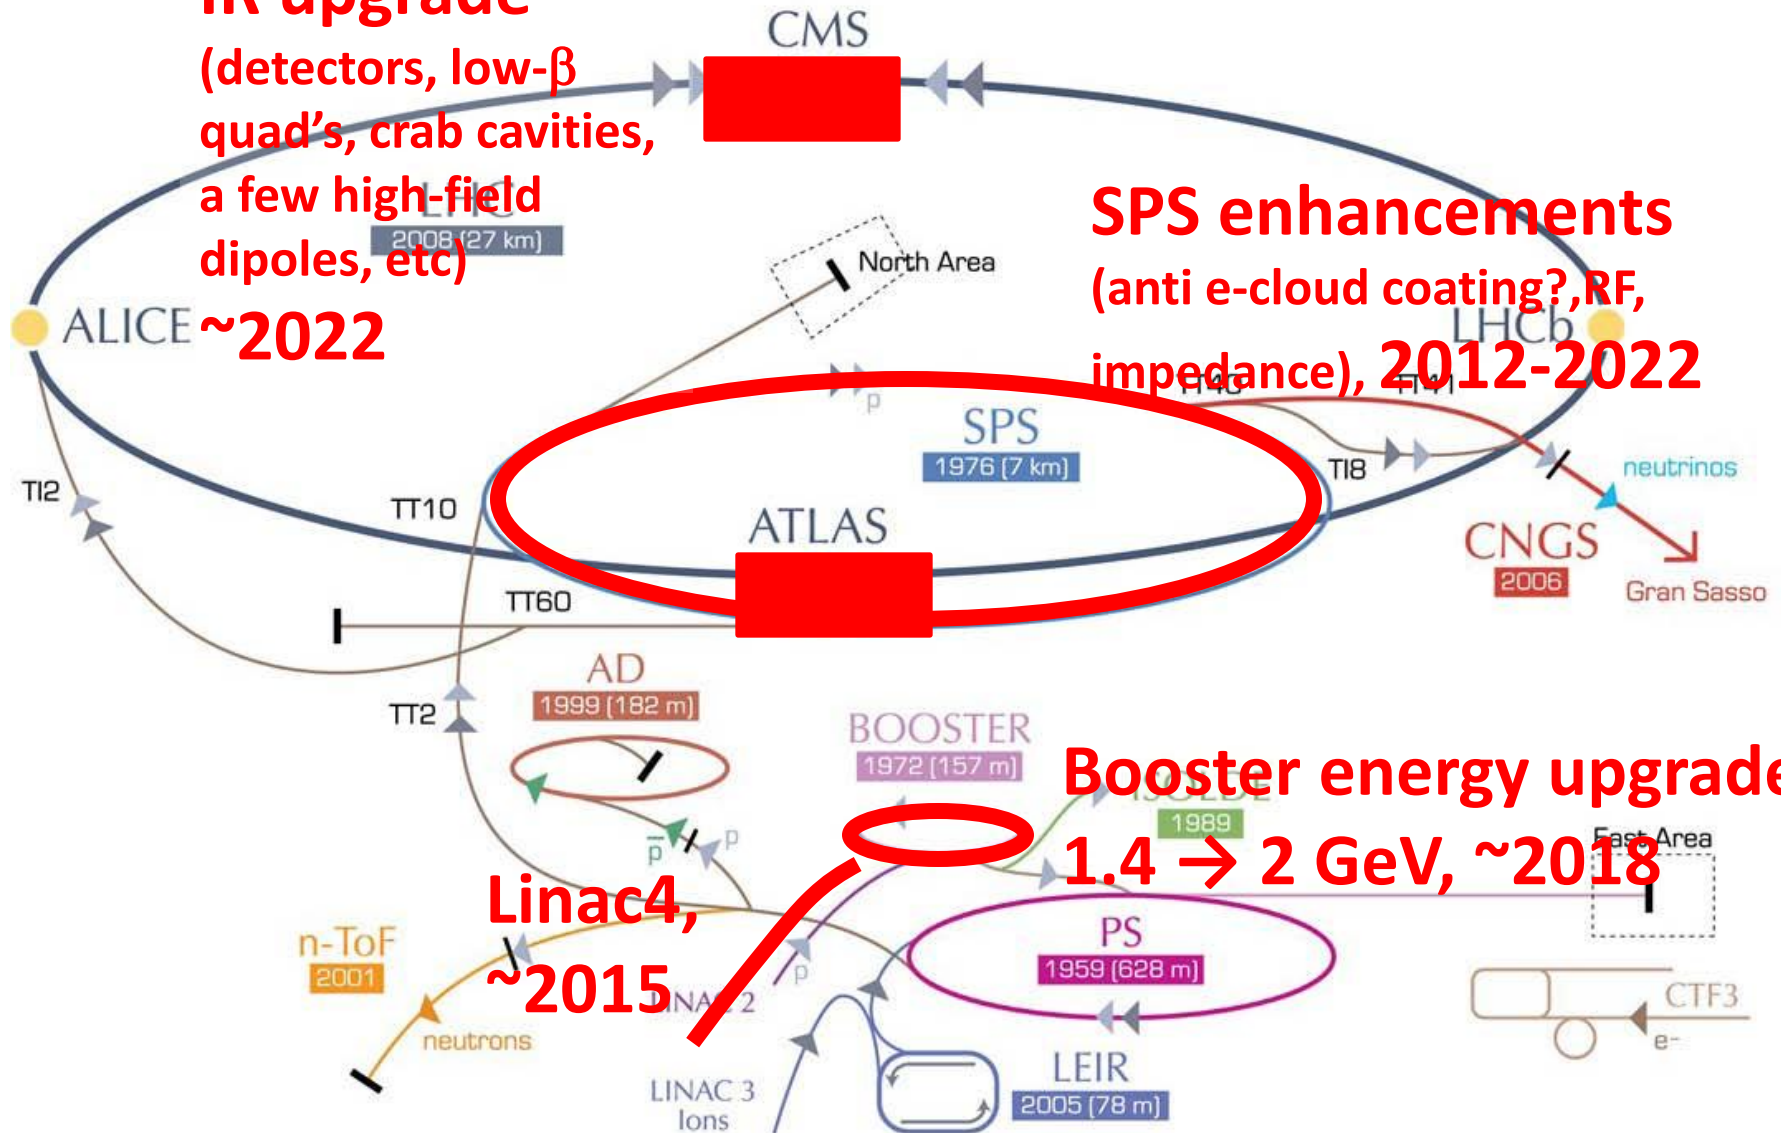 IR upgrade
(detectors, low-β
quad's, crab cavities,
a few high-field
dipoles, etc)
~2022
CMS
LHC
2008 (27 km)
North Area
SPS enhancements
(anti e-cloud coating?,RF,
impedance), 2012-2022
ALICE
LHCb
TT40
TT41
p
SPS
1976 (7 km)
TI8
neutrinos
TI2
TT10
ATLAS
CNGS
2006
Gran Sasso
TT60
AD
1999 (182 m)
TT2
BOOSTER
1972 (157 m)
Booster energy upgrade
1.4 → 2 GeV, ~2018
ISOLDE
1989
East Area
p
p̅
Linac4,
~2015
n-ToF
2001
PS
1959 (628 m)
p
LINAC 2
CTF3
e-
neutrons
LEIR
2005 (78 m)
LINAC 3
Ions